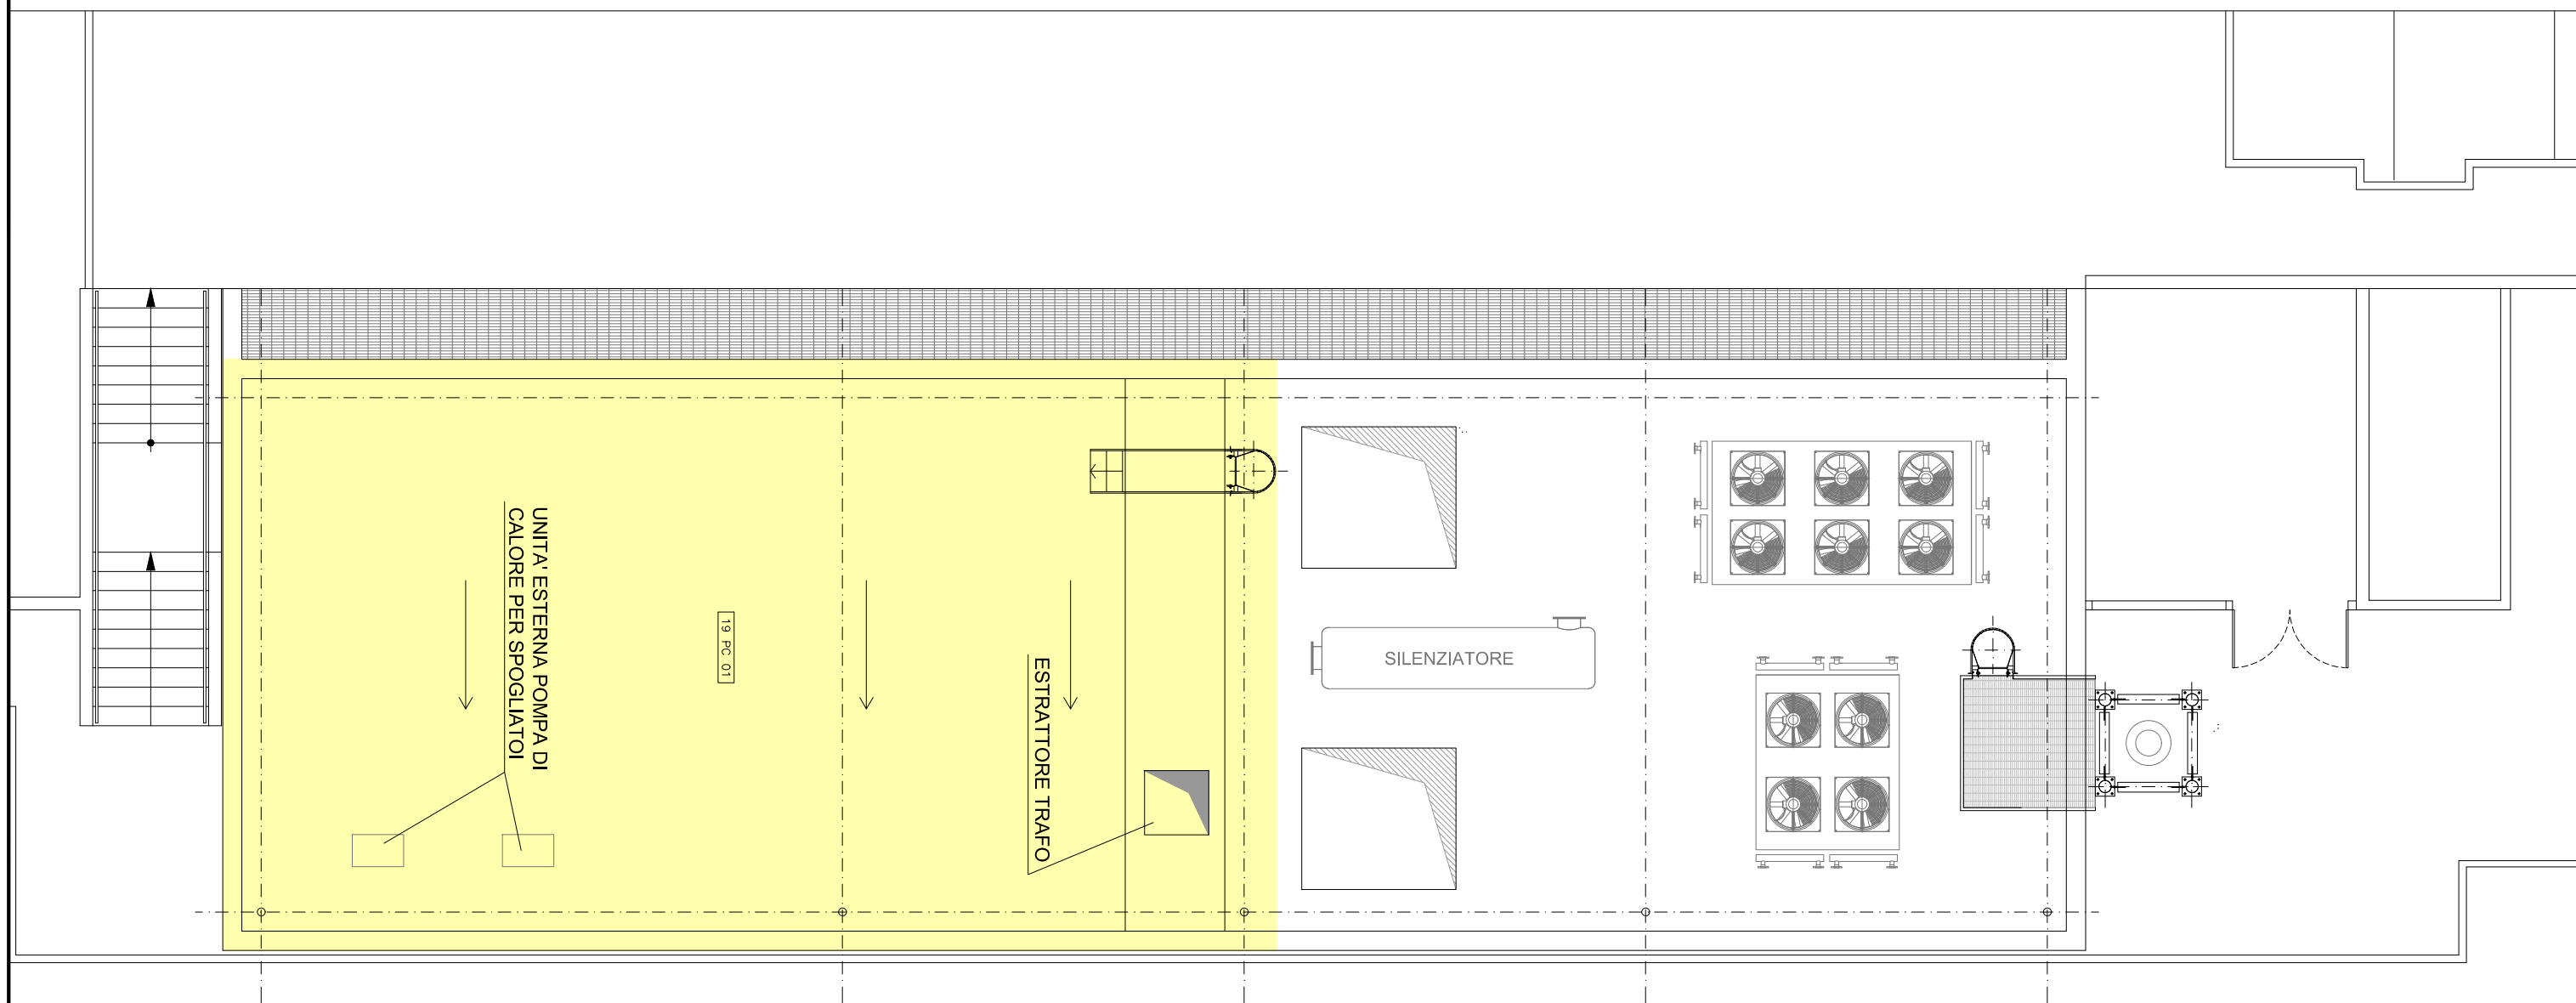 UNITA' ESTERNA POMPA DI
CALORE PER SPOGLIATOI
19 PC 01
ESTRATTORE TRAFO
SILENZIATORE